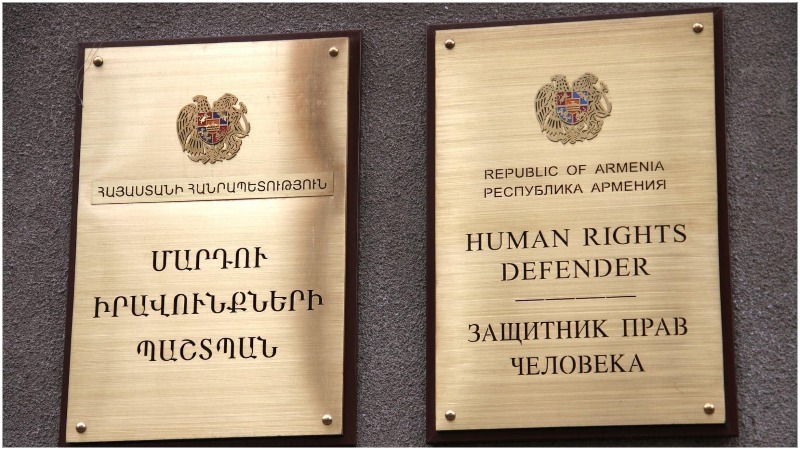 ՀԱՅԱՍՏԱՆԻ ՀԱՆՐԱՊԵՏՈՒԹՅՈՒՆ
ՄԱՐԴՈՒ
ԻՐԱՎՈՒՆՔՆԵՐԻ
ՊԱՇՏՊԱՆ
REPUBLIC OF ARMENIA
РЕСПУБЛИКА АРМЕНИЯ
HUMAN RIGHTS
DEFENDER
ЗАЩИТНИК ПРАВ
ЧЕЛОВЕКА